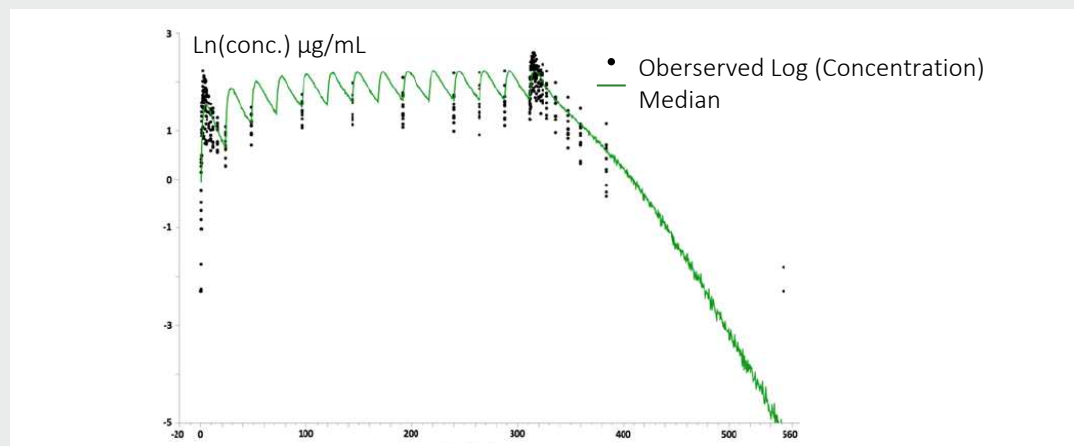 3
Ln(conc.) µg/mL
Oberserved Log (Concentration)
Median
1
0
-1
-3
-5
-20 0 100 200 300 400 500 560